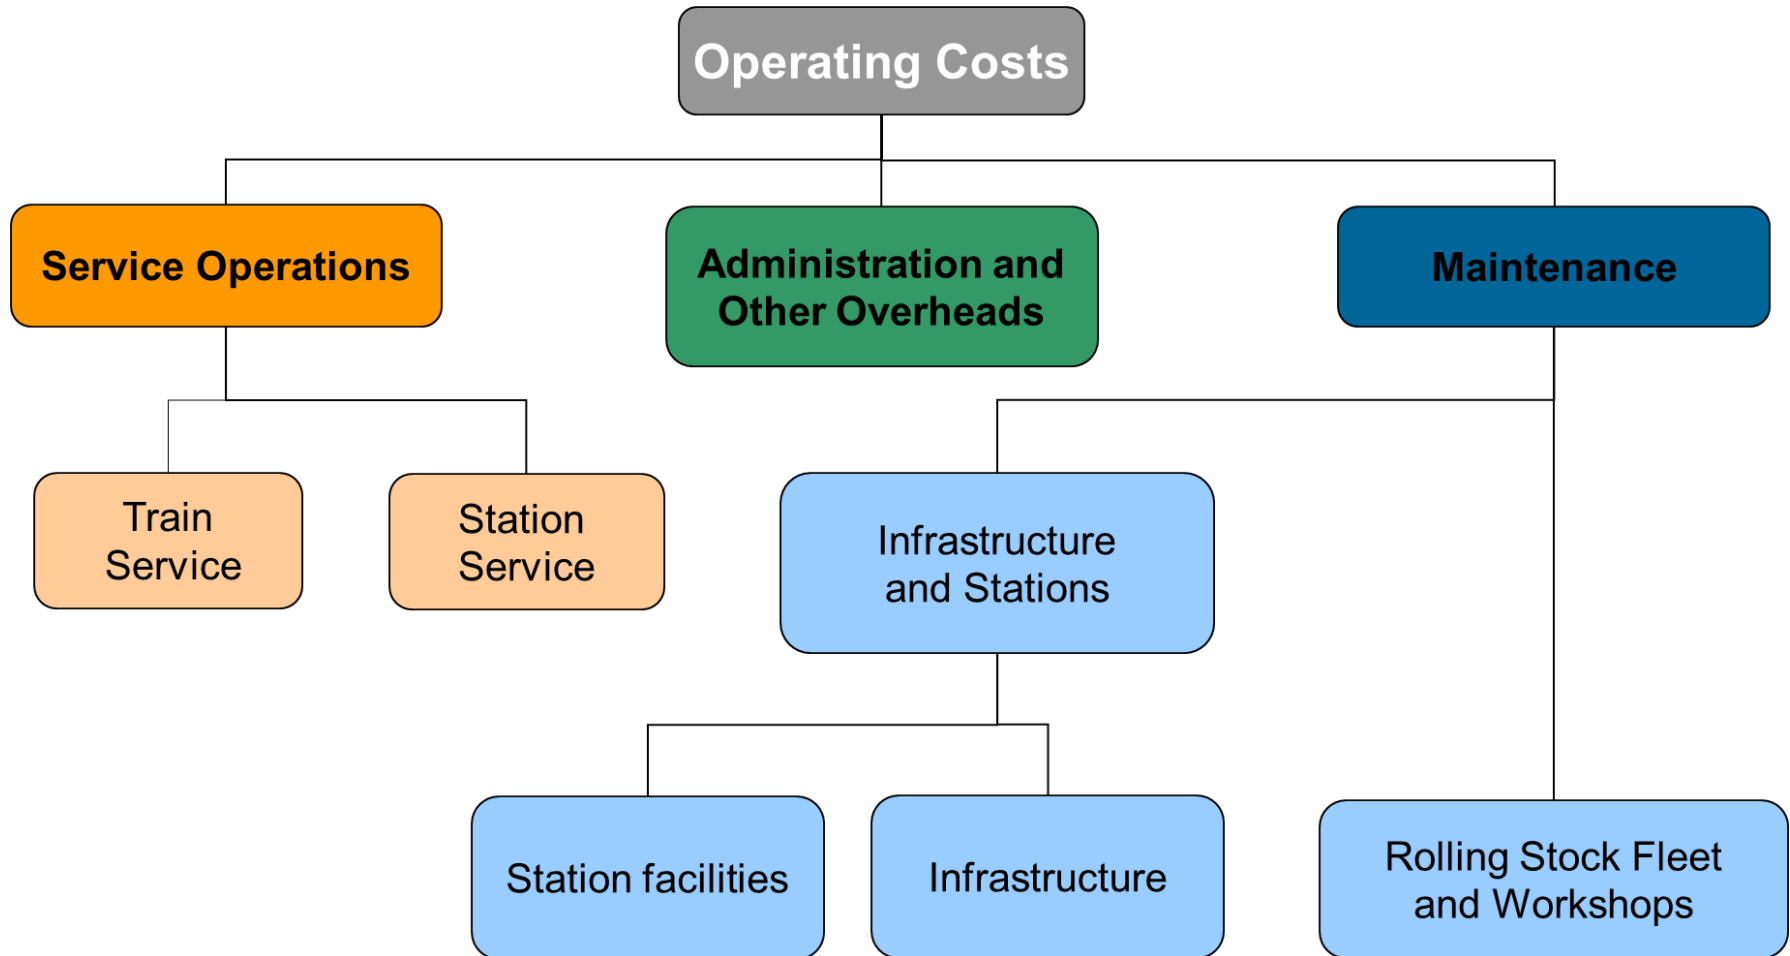 Operating Costs
Service Operations
Administration and
Other Overheads
Maintenance
Train
Service
Station
Service
Infrastructure
and Stations
Station facilities
Infrastructure
Rolling Stock Fleet
and Workshops